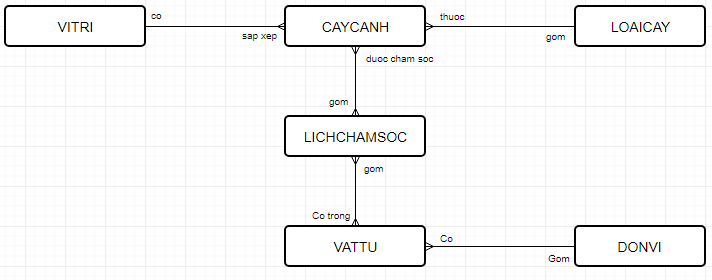 co
thuoc
VITRI
CAYCANH
LOAICAY
sap xep
gom
duoc cham soc
gom
LICHCHAMSOC
gom
Co trong
Co
VATTU
DONVI
Gom